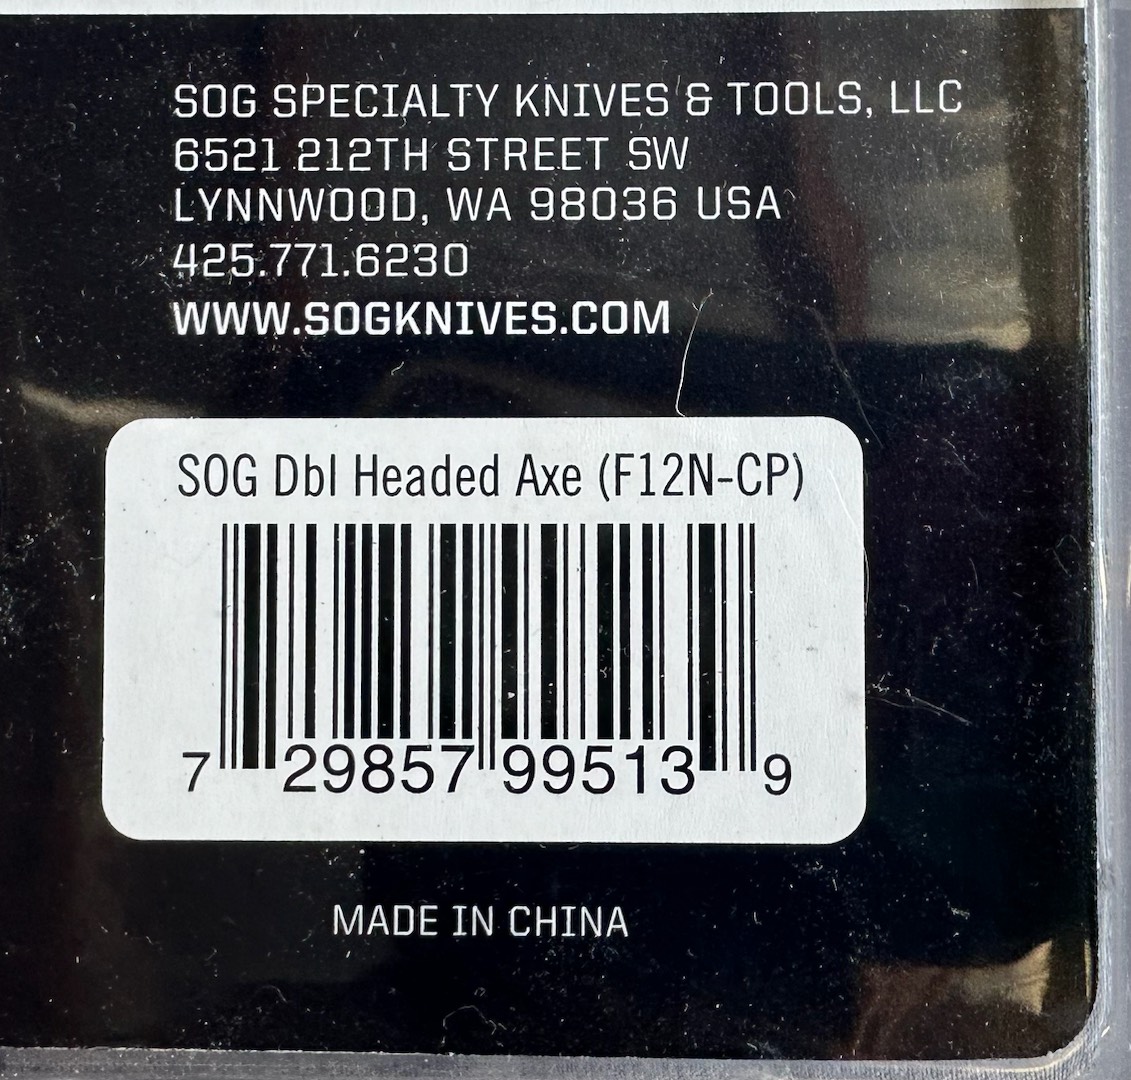 SOG SPECIALTY KNIVES & TOOLS, LLC
6521 212TH STREET SW
LYNNWOOD, WA 98036 USA
425.771.6230
WWW.SOGKNIVES.COM
SOG Dbl Headed Axe (F12N-CP)
7 29857 99513 9
MADE IN CHINA